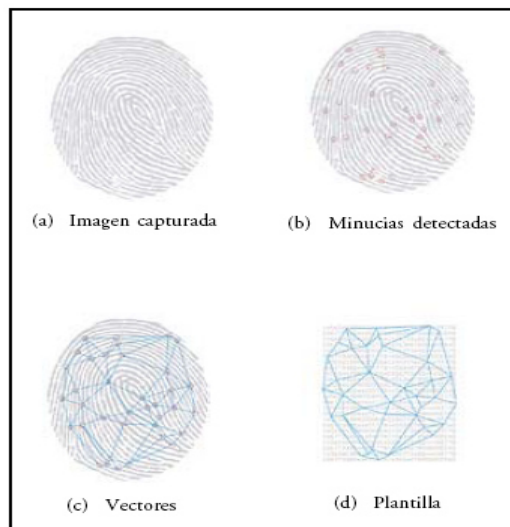 (a) Imagen capturada
(b) Minucias detectadas
(c) Vectores
(d) Plantilla